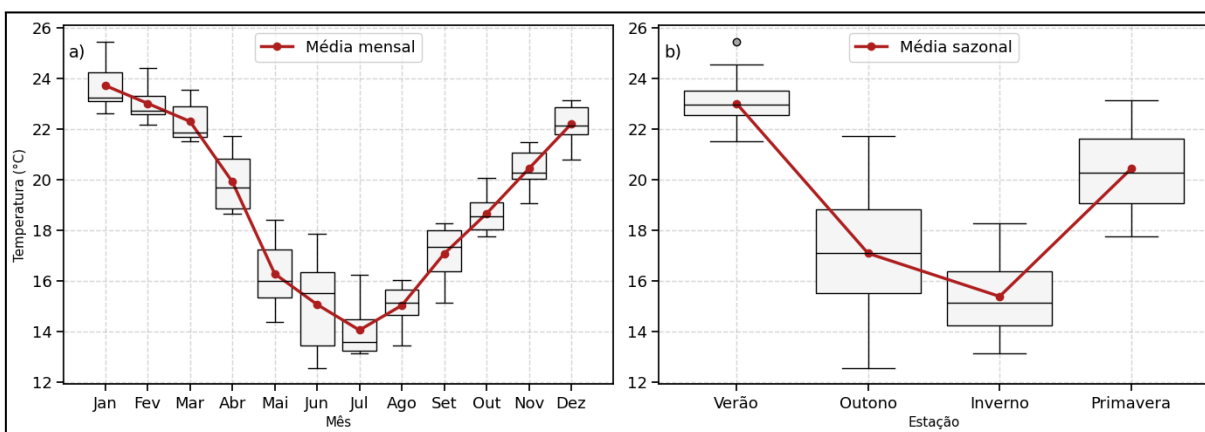 a)
Média mensal
Temperatura (°C)
26
24
22
20
18
16
14
12
Jan Fev Mar Abr Mai Jun Jul Ago Set Out Nov Dez
Mês
b)
Média sazonal
26
24
22
20
18
16
14
12
Verão Outono Inverno Primavera
Estação